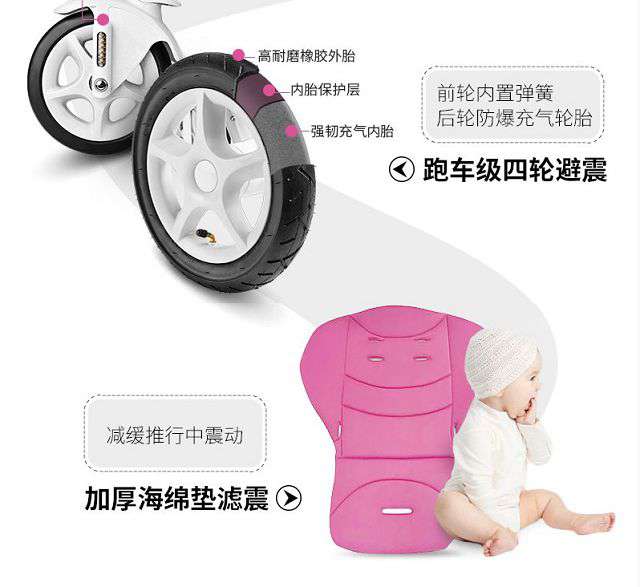 高耐磨橡胶外胎
内胎保护层
强韧充气内胎
前轮内置弹簧
后轮防爆充气轮胎
跑车级四轮避震
减缓推行中震动
加厚海绵垫滤震